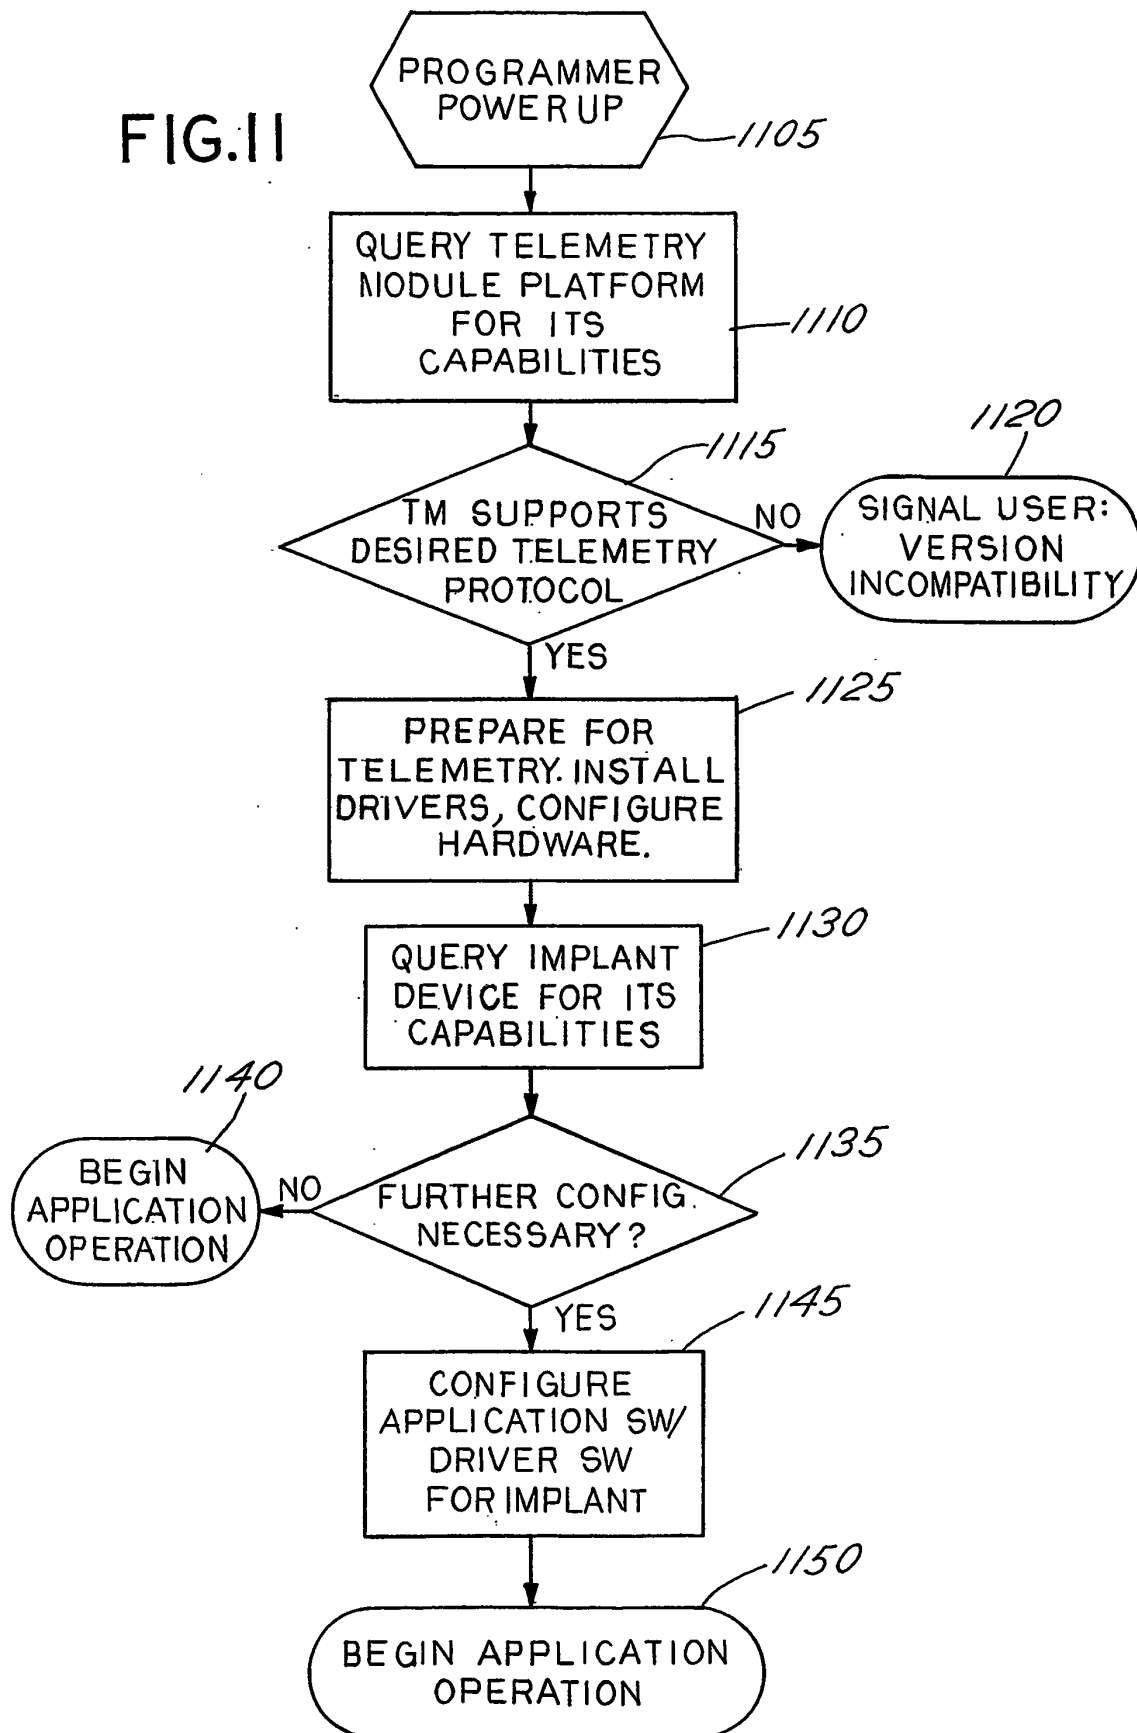 FIG.11
PROGRAMMER
POWER UP
1105
QUERY TELEMETRY
MODULE PLATFORM
FOR ITS
CAPABILITIES
1110
1115
TM SUPPORTS
DESIRED TELEMETRY
PROTOCOL
NO
1120
SIGNAL USER:
VERSION
INCOMPATIBILITY
YES
1125
PREPARE FOR
TELEMETRY. INSTALL
DRIVERS, CONFIGURE
HARDWARE.
1130
QUERY IMPLANT
DEVICE FOR ITS
CAPABILITIES
1135
FURTHER CONFIG.
NECESSARY?
NO
1140
BEGIN
APPLICATION
OPERATION
YES
1145
CONFIGURE
APPLICATION SW/
DRIVER SW
FOR IMPLANT
1150
BEGIN APPLICATION
OPERATION